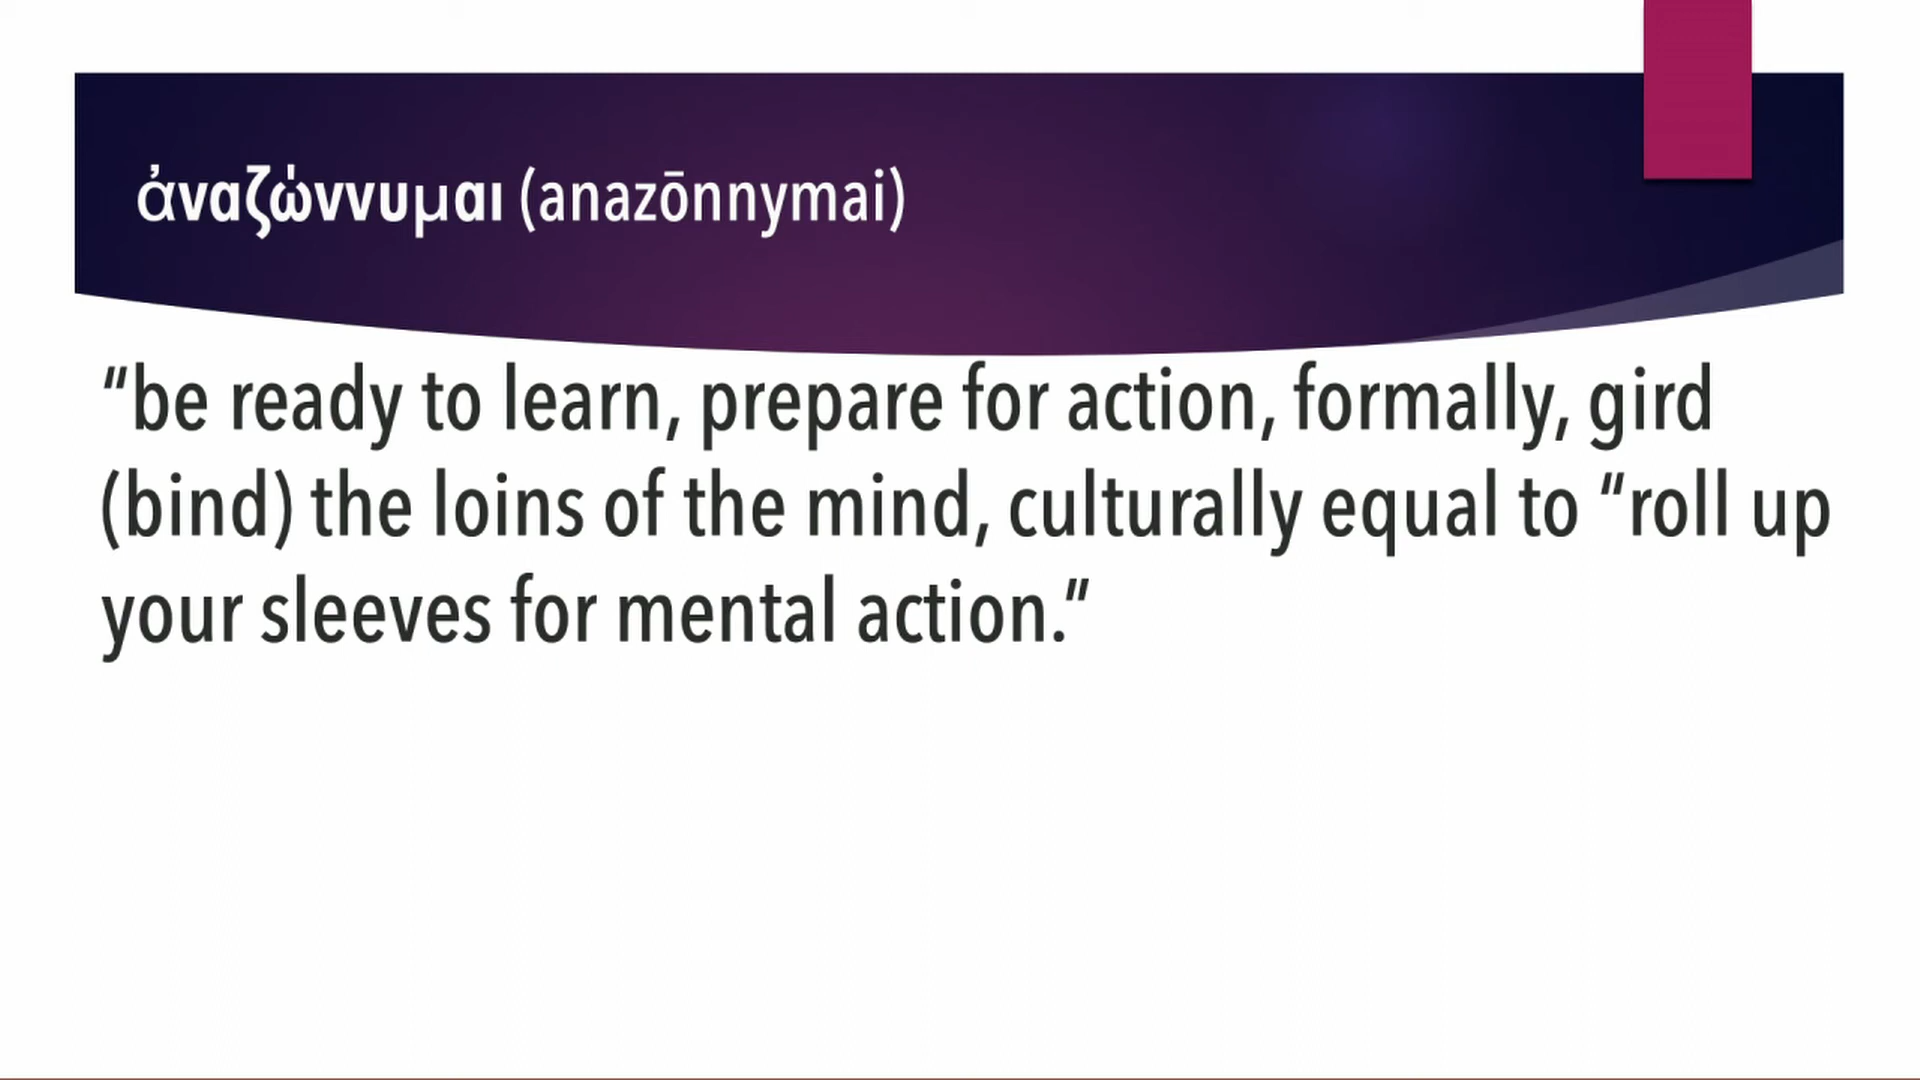 ἀναζώννυμαι (anazōnnymai)
“be ready to learn, prepare for action, formally, gird
(bind) the loins of the mind, culturally equal to “roll up
your sleeves for mental action.”